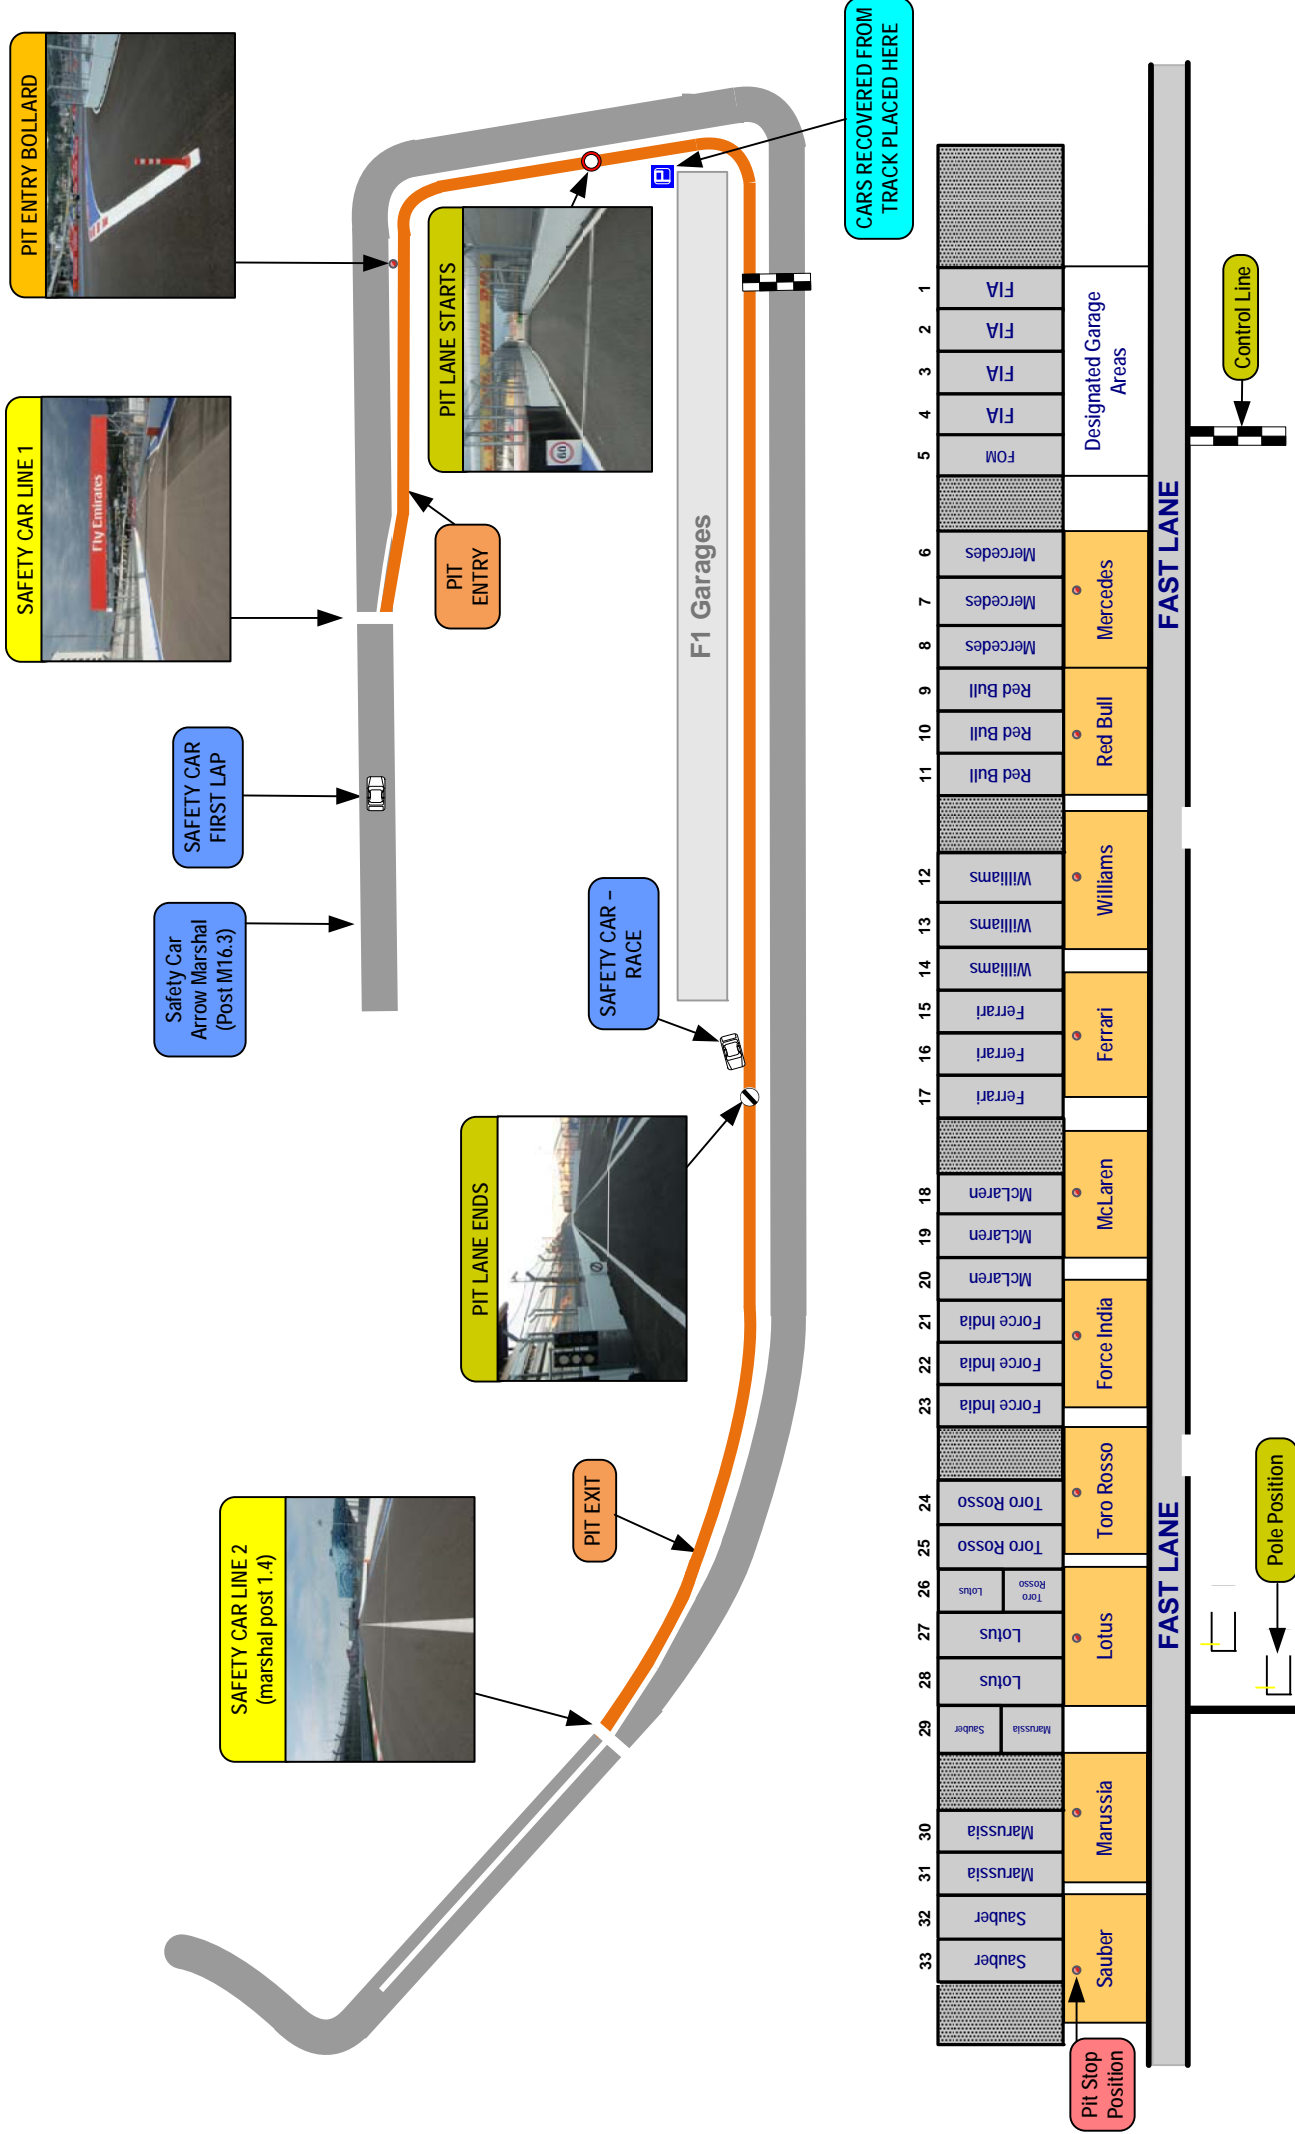 PIT ENTRY BOLLARD
SAFETY CAR LINE 1
Fly Emirates
SAFETY CAR
FIRST LAP
Safety Car
Arrow Marshal
(Post M16.3)
CARS RECOVERED FROM
TRACK PLACED HERE
P
PIT LANE STARTS
DHL
60
PIT
ENTRY
F1 Garages
SAFETY CAR –
RACE
PIT LANE ENDS
PIT EXIT
SAFETY CAR LINE 2
(marshal post 1.4)
33 32 31 30 29 28 27 26 25 24 23 22 21 20 19 18 17 16 15 14 13 12 11 10 9 8 7 6 5 4 3 2 1
Sauber Sauber Marussia Marussia Sauber Marussia Lotus Lotus Lotus Toro Rosso Toro Rosso Toro Rosso Force India Force India Force India McLaren McLaren McLaren Ferrari Ferrari Ferrari Williams Williams Williams Red Bull Red Bull Red Bull Mercedes Mercedes Mercedes FOM FIA FIA FIA FIA
Sauber Marussia Lotus Toro Rosso Force India McLaren Ferrari Williams Red Bull Mercedes
Designated Garage
Areas
Pit Stop
Position
FAST LANE FAST LANE
Pole Position
Control Line